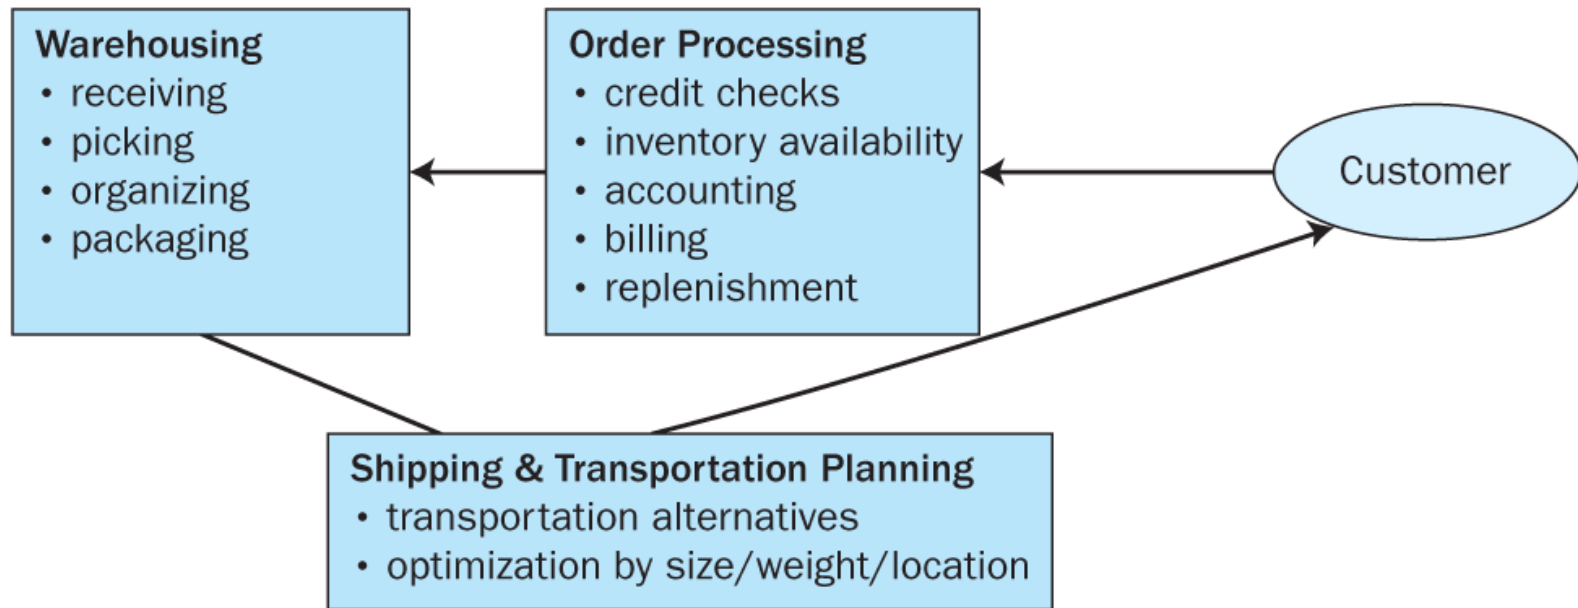 Warehousing
• receiving
• picking
• organizing
• packaging
Order Processing
• credit checks
• inventory availability
• accounting
• billing
• replenishment
Customer
Shipping & Transportation Planning
• transportation alternatives
• optimization by size/weight/location